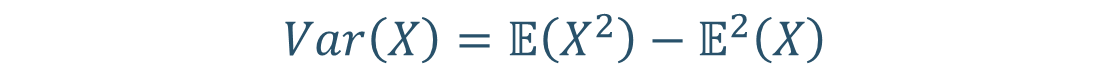 𝑉𝑎𝑟(𝑋) = 𝔼(𝑋²) − 𝔼²(𝑋)